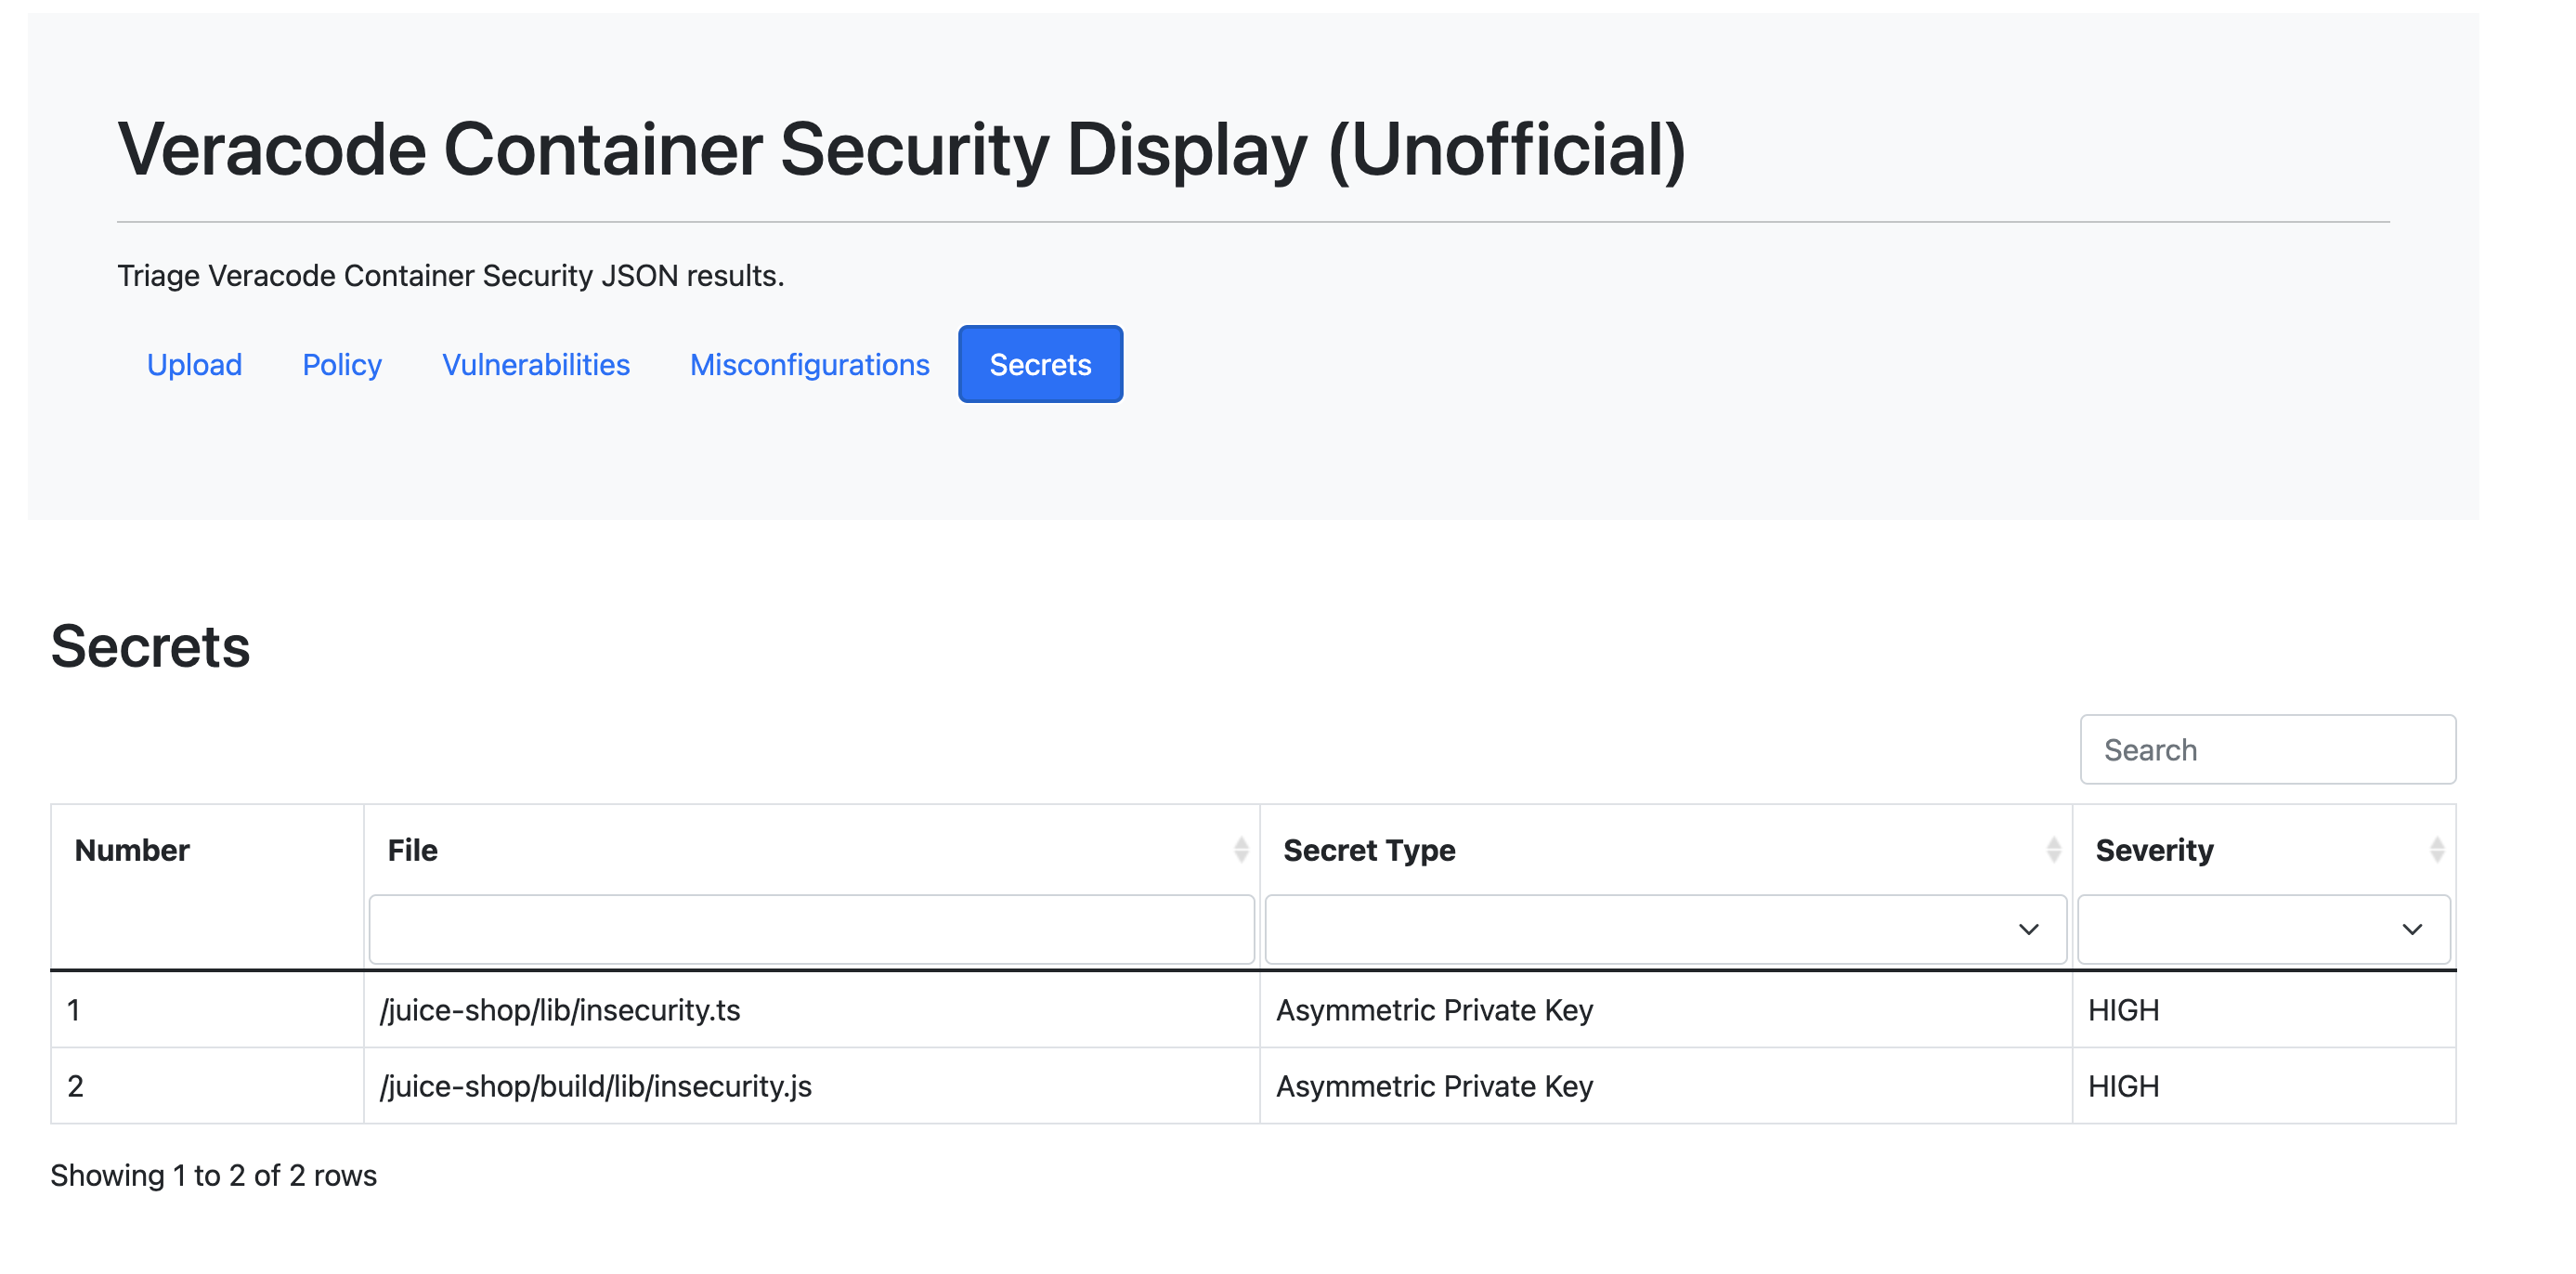 Veracode Container Security Display (Unofficial)
Triage Veracode Container Security JSON results.
Upload Policy Vulnerabilities Misconfigurations Secrets
Secrets
Search
Number File Secret Type Severity
1 /juice-shop/lib/insecurity.ts Asymmetric Private Key HIGH
2 /juice-shop/build/lib/insecurity.js Asymmetric Private Key HIGH
Showing 1 to 2 of 2 rows